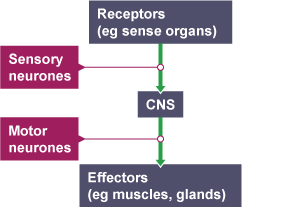 Receptors
(eg sense organs)
Sensory
neurones
CNS
Motor
neurones
Effectors
(eg muscles, glands)